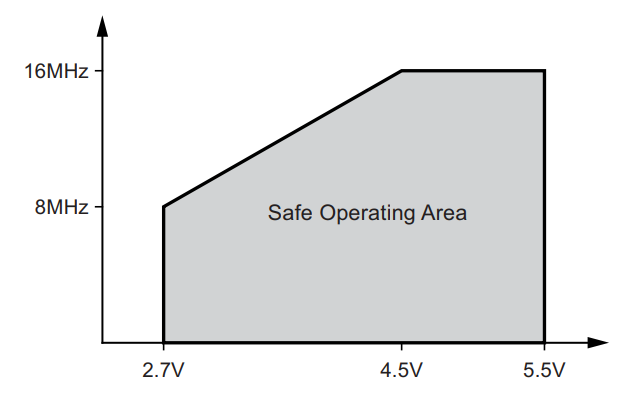 16MHz
8MHz
Safe Operating Area
2.7V 4.5V 5.5V